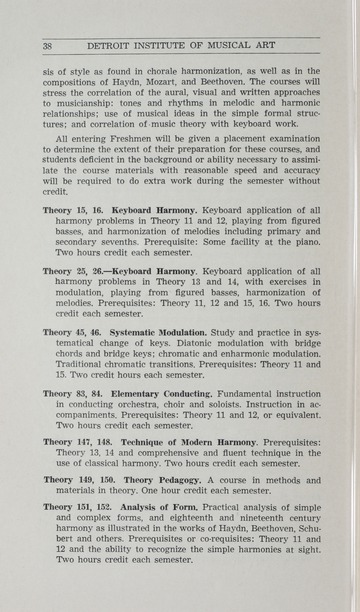 38 DETROIT INSTITUTE OF MUSICAL ART
sis of style as found in chorale harmonization, as well as in the
compositions of Haydn, Mozart, and Beethoven. The courses will
stress the correlation of the aural, visual and written approaches
to musicianship: tones and rhythms in melodic and harmonic
relationships; use of musical ideas in the simple formal struc-
tures; and correlation of music theory with keyboard work.
All entering Freshmen will be given a placement examination
to determine the extent of their preparation for these courses, and
students deficient in the background or ability necessary to assimi-
late the course materials with reasonable speed and accuracy
will be required to do extra work during the semester without
credit.
Theory 15, 16. Keyboard Harmony. Keyboard application of all
harmony problems in Theory 11 and 12, playing from figured
basses, and harmonization of melodies including primary and
secondary sevenths. Prerequisite: Some facility at the piano.
Two hours credit each semester.
Theory 25, 26.—Keyboard Harmony. Keyboard application of all
harmony problems in Theory 13 and 14, with exercises in
modulation, playing from figured basses, harmonization of
melodies. Prerequisites: Theory 11, 12 and 15, 16. Two hours
credit each semester.
Theory 45, 46. Systematic Modulation. Study and practice in sys-
tematical change of keys. Diatonic modulation with bridge
chords and bridge keys; chromatic and enharmonic modulation.
Traditional chromatic transitions. Prerequisites: Theory 11 and
15. Two credit hours each semester.
Theory 83, 84. Elementary Conducting. Fundamental instruction
in conducting orchestra, choir and soloists. Instruction in ac-
companiments. Prerequisites: Theory 11 and 12, or equivalent.
Two hours credit each semester.
Theory 147, 148. Technique of Modern Harmony. Prerequisites:
Theory 13, 14 and comprehensive and fluent technique in the
use of classical harmony. Two hours credit each semester.
Theory 149, 150. Theory Pedagogy. A course in methods and
materials in theory. One hour credit each semester.
Theory 151, 152. Analysis of Form. Practical analysis of simple
and complex forms, and eighteenth and nineteenth century
harmony as illustrated in the works of Haydn, Beethoven, Schu-
bert and others. Prerequisites or co-requisites: Theory 11 and
12 and the ability to recognize the simple harmonies at sight.
Two hours credit each semester.